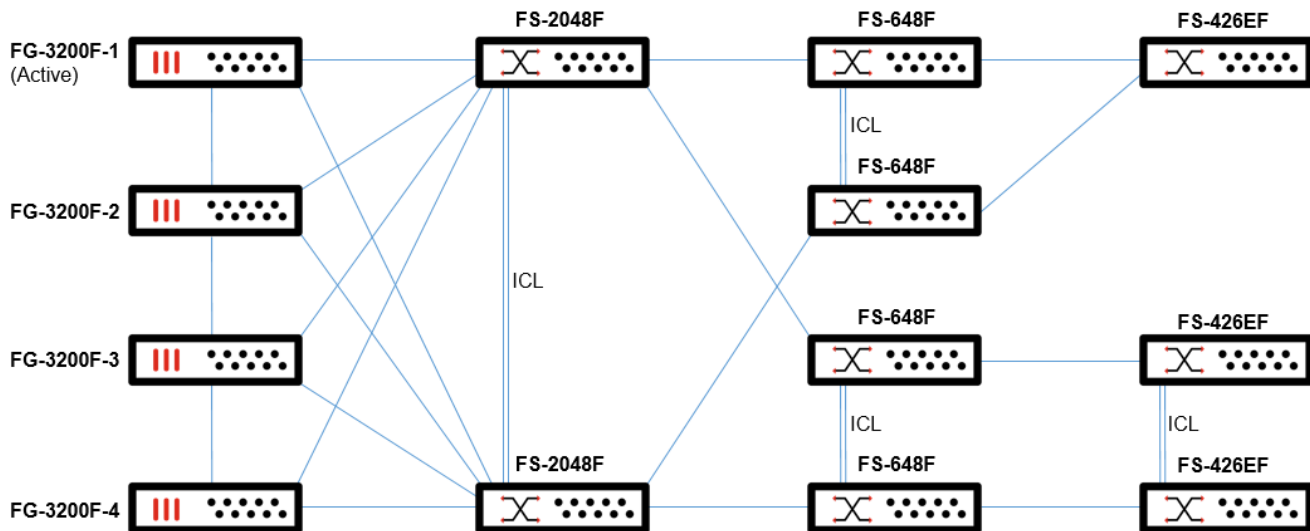 FS-2048F
FS-648F
FS-426EF
FG-3200F-1
(Active)
ICL
FS-648F
FG-3200F-2
ICL
FS-648F
FS-426EF
FG-3200F-3
ICL
ICL
FS-2048F
FS-648F
FS-426EF
FG-3200F-4